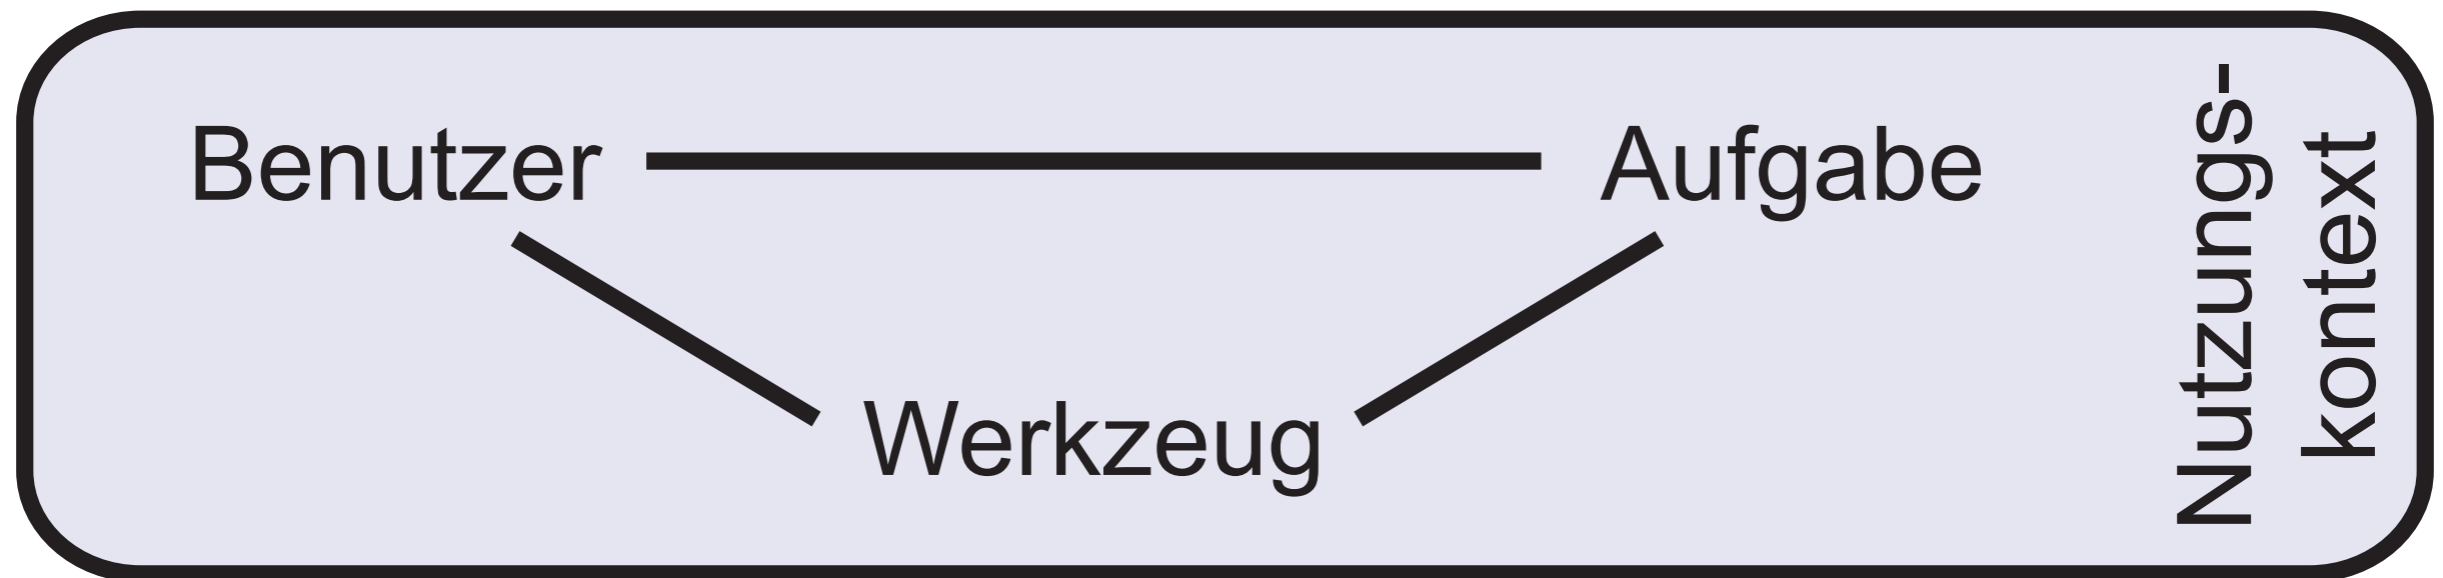 Benutzer
Aufgabe
Werkzeug
Nutzungs-
kontext